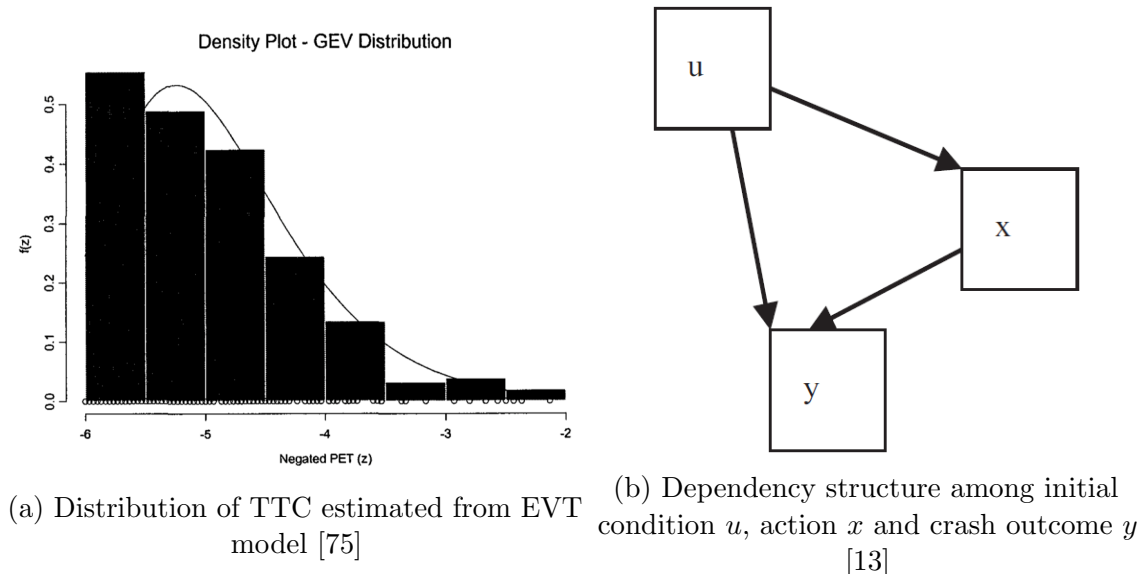 Density Plot - GEV Distribution
f(z)
0.5
0.4
0.3
0.2
0.1
0.0
-6 -5 -4 -3 -2
Negated PET (z)
(a) Distribution of TTC estimated from EVT
model [75]
u
x
y
(b) Dependency structure among initial
condition u, action x and crash outcome y
[13]